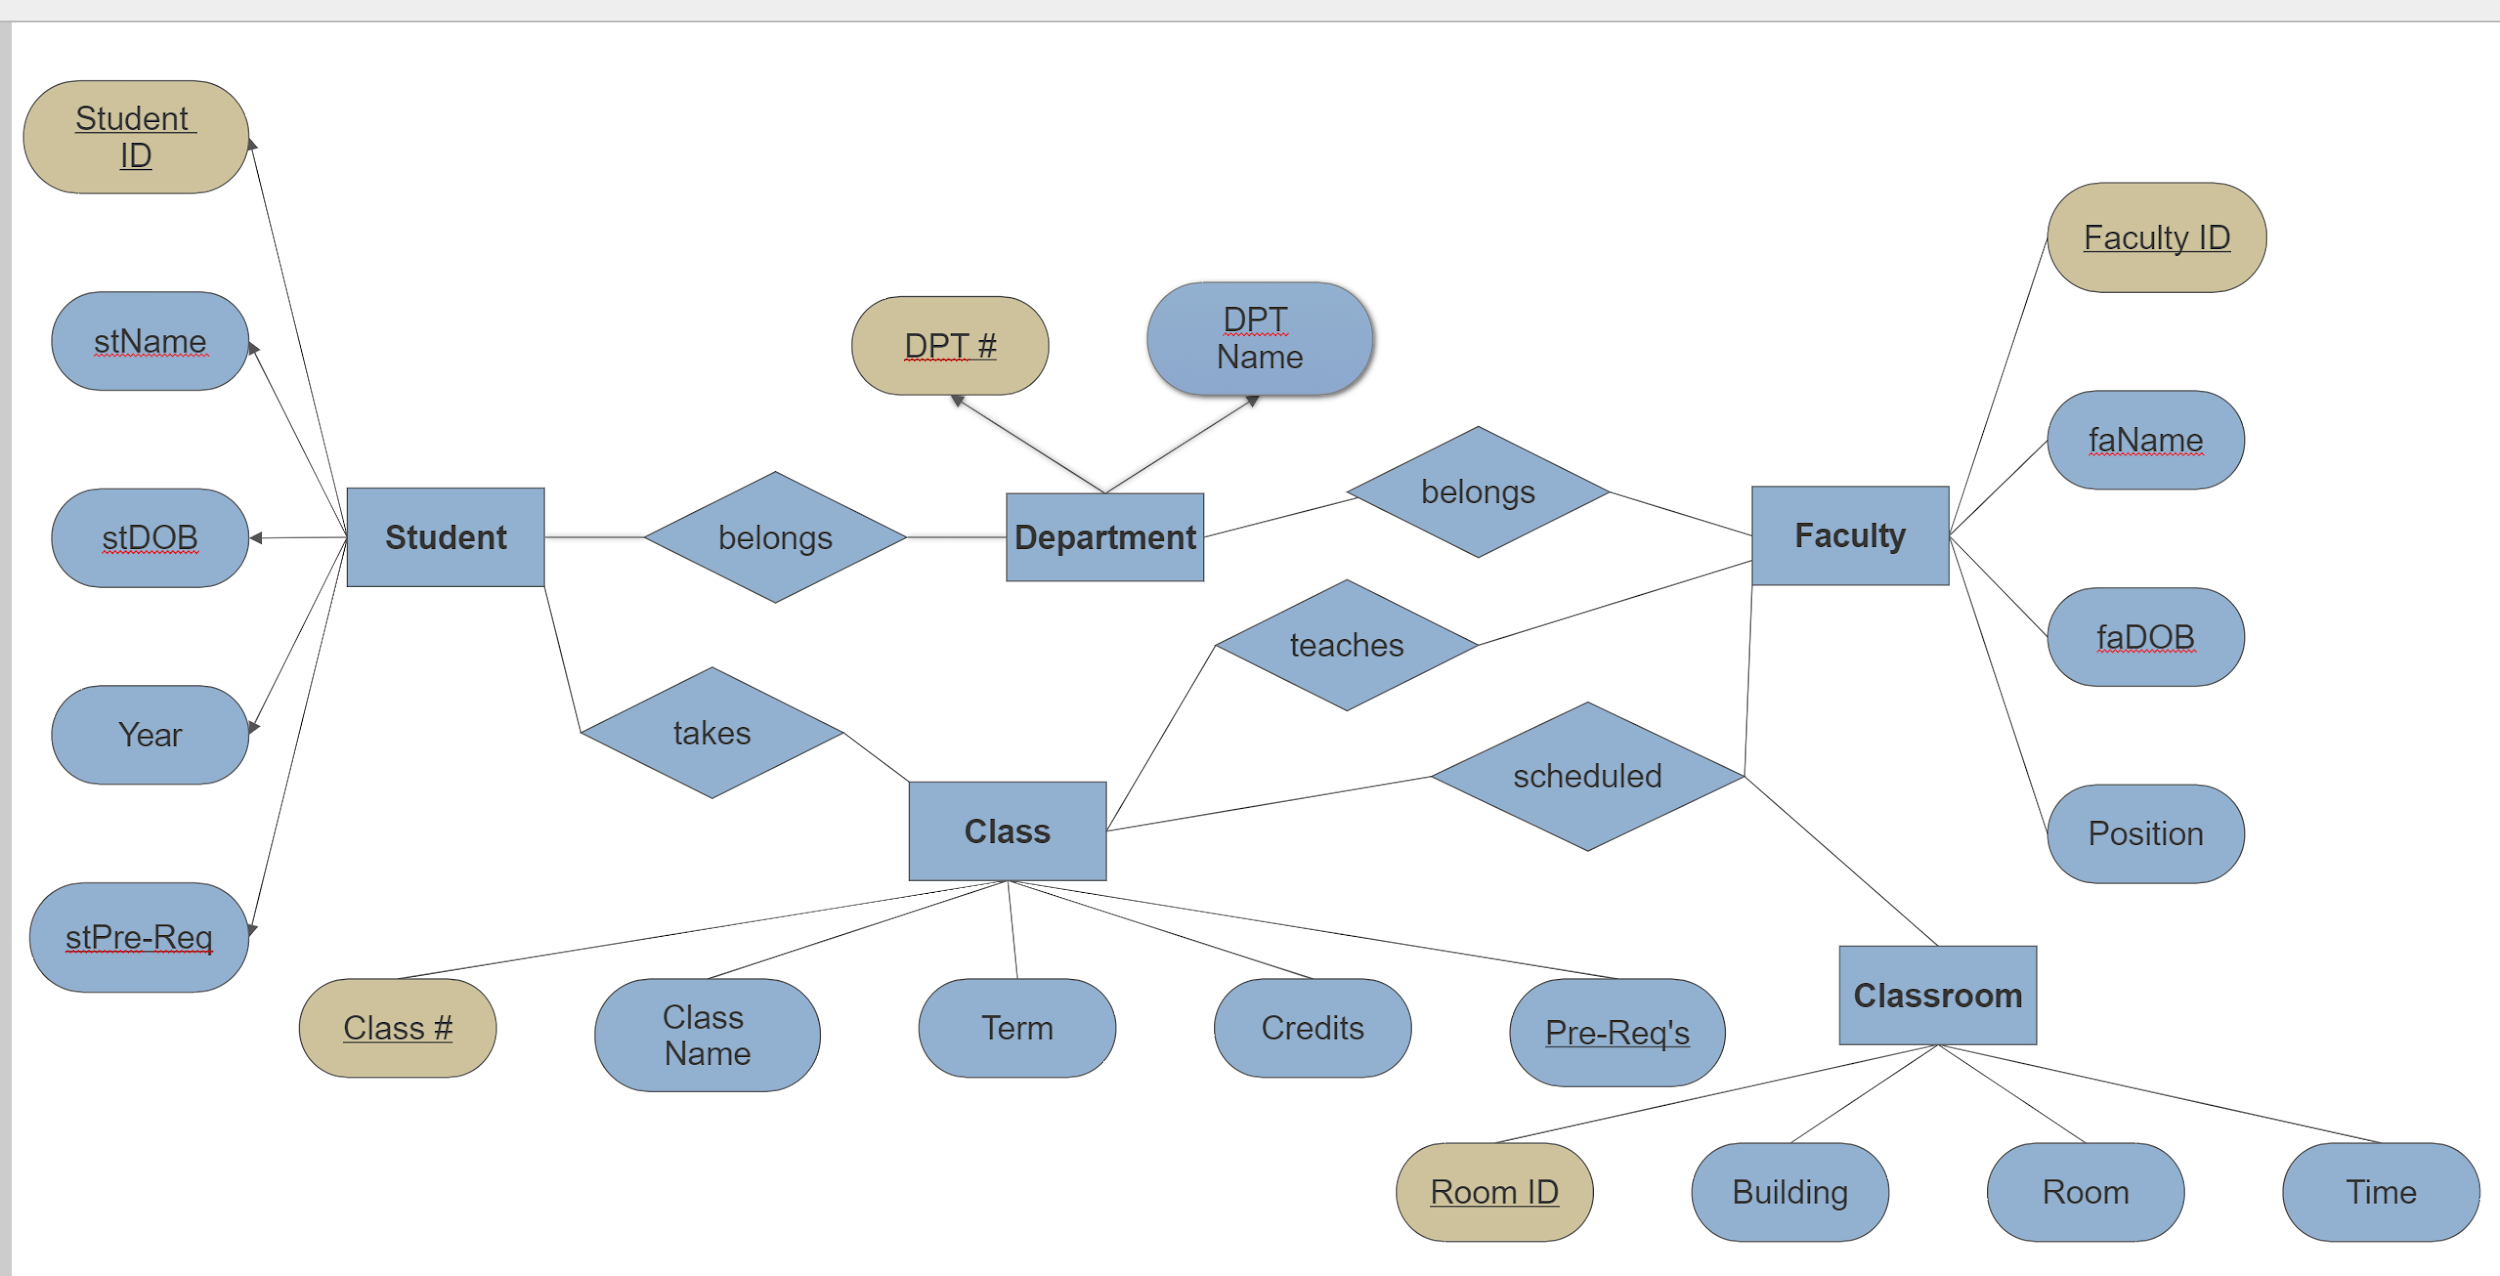 Student
ID
stName
stDOB
Year
stPre-Req
Student
belongs
DPT #
DPT
Name
Department
belongs
Faculty
Faculty ID
faName
faDOB
Position
teaches
takes
scheduled
Class
Class #
Class
Name
Term
Credits
Pre-Req's
Classroom
Room ID
Building
Room
Time